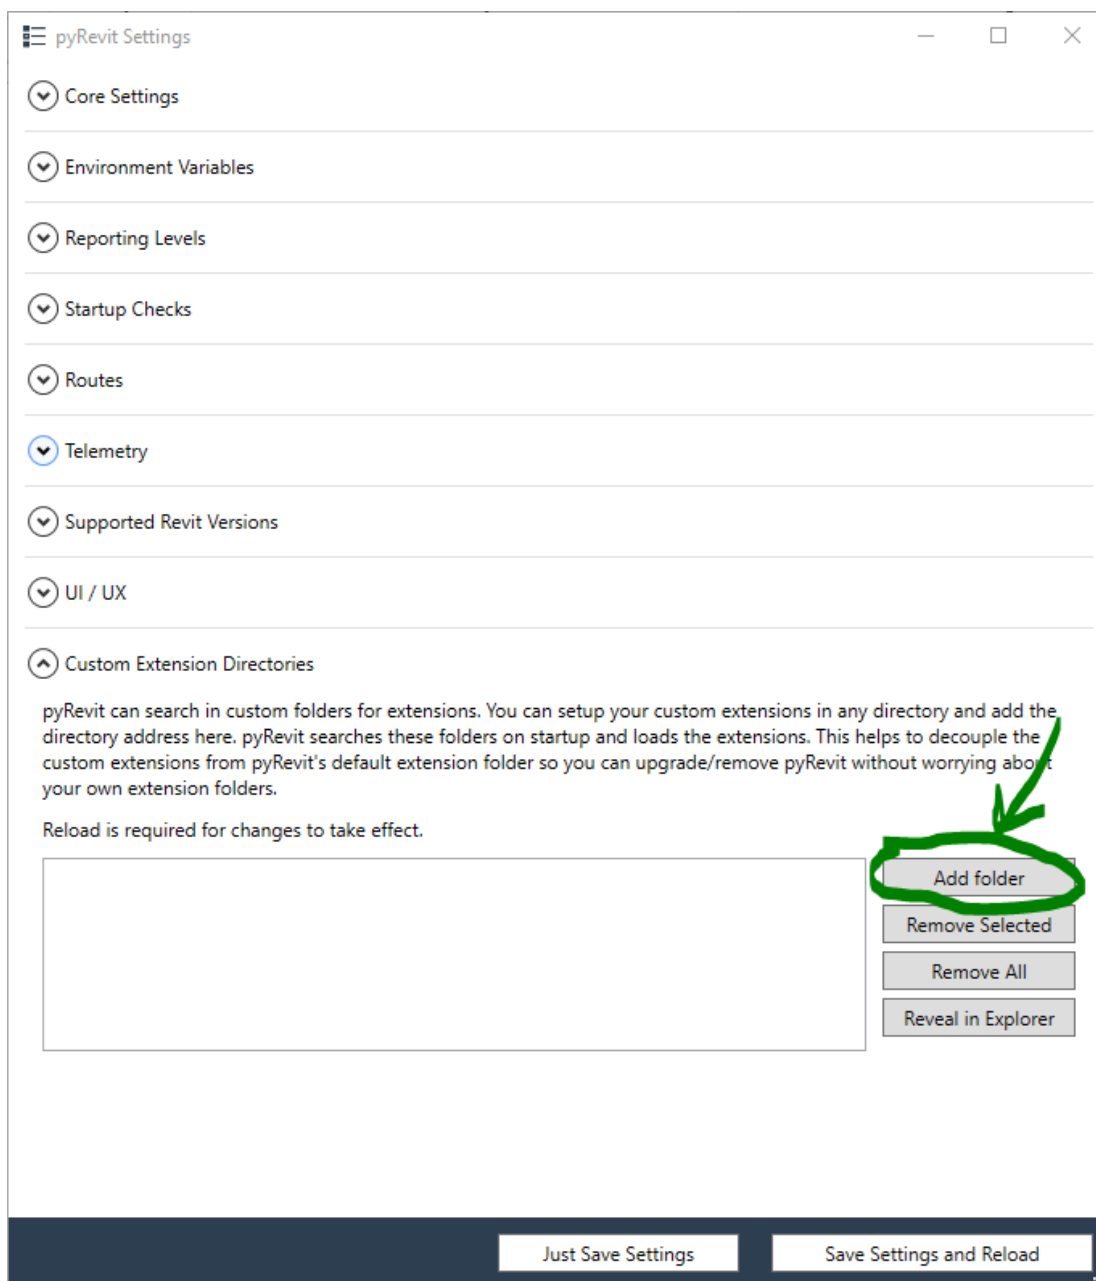 pyRevit Settings
Core Settings
Environment Variables
Reporting Levels
Startup Checks
Routes
Telemetry
Supported Revit Versions
UI / UX
Custom Extension Directories
pyRevit can search in custom folders for extensions. You can setup your custom extensions in any directory and add the
directory address here. pyRevit searches these folders on startup and loads the extensions. This helps to decouple the
custom extensions from pyRevit's default extension folder so you can upgrade/remove pyRevit without worrying about
your own extension folders.
Reload is required for changes to take effect.
Add folder
Remove Selected
Remove All
Reveal in Explorer
Just Save Settings
Save Settings and Reload